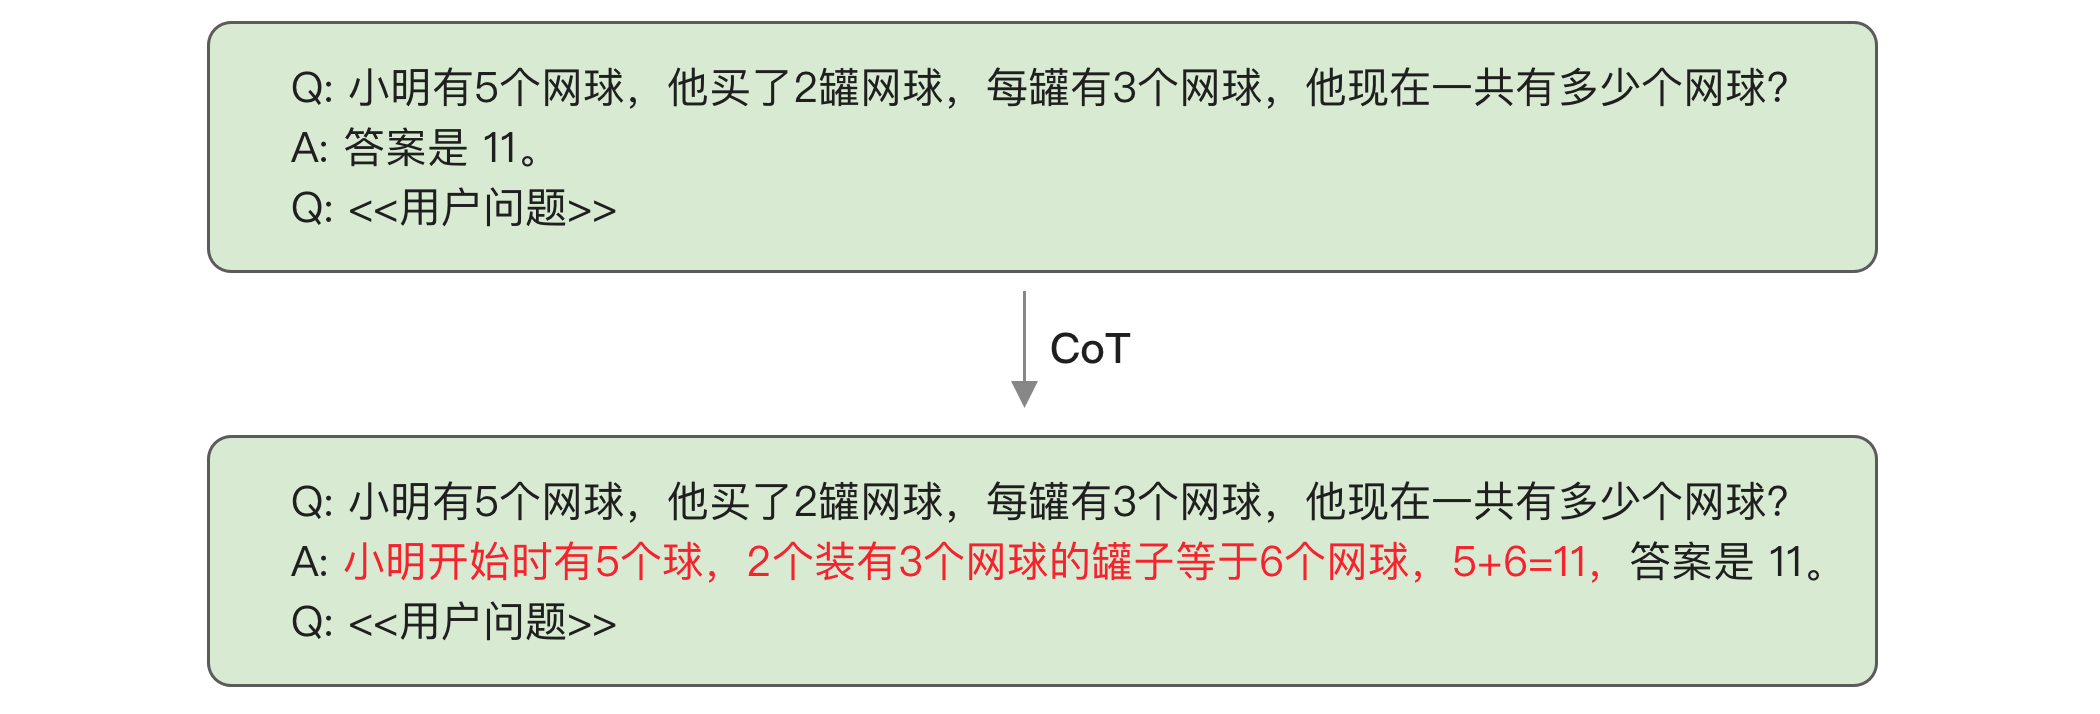 Q: 小明有5个网球，他买了2罐网球，每罐有3个网球，他现在一共有多少个网球?
A: 答案是 11。
Q: <<用户问题>>
CoT
Q: 小明有5个网球，他买了2罐网球，每罐有3个网球，他现在一共有多少个网球?
A: 小明开始时有5个球，2个装有3个网球的罐子等于6个网球，5+6=11，答案是 11。
Q: <<用户问题>>